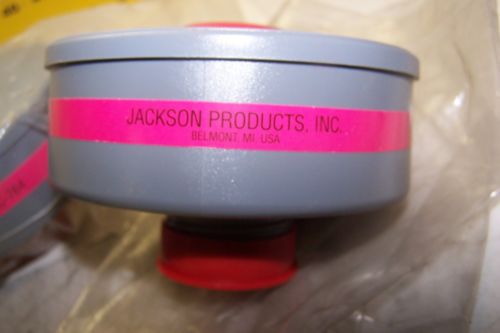 JACKSON PRODUCTS, INC.
BELMONT, MI. USA